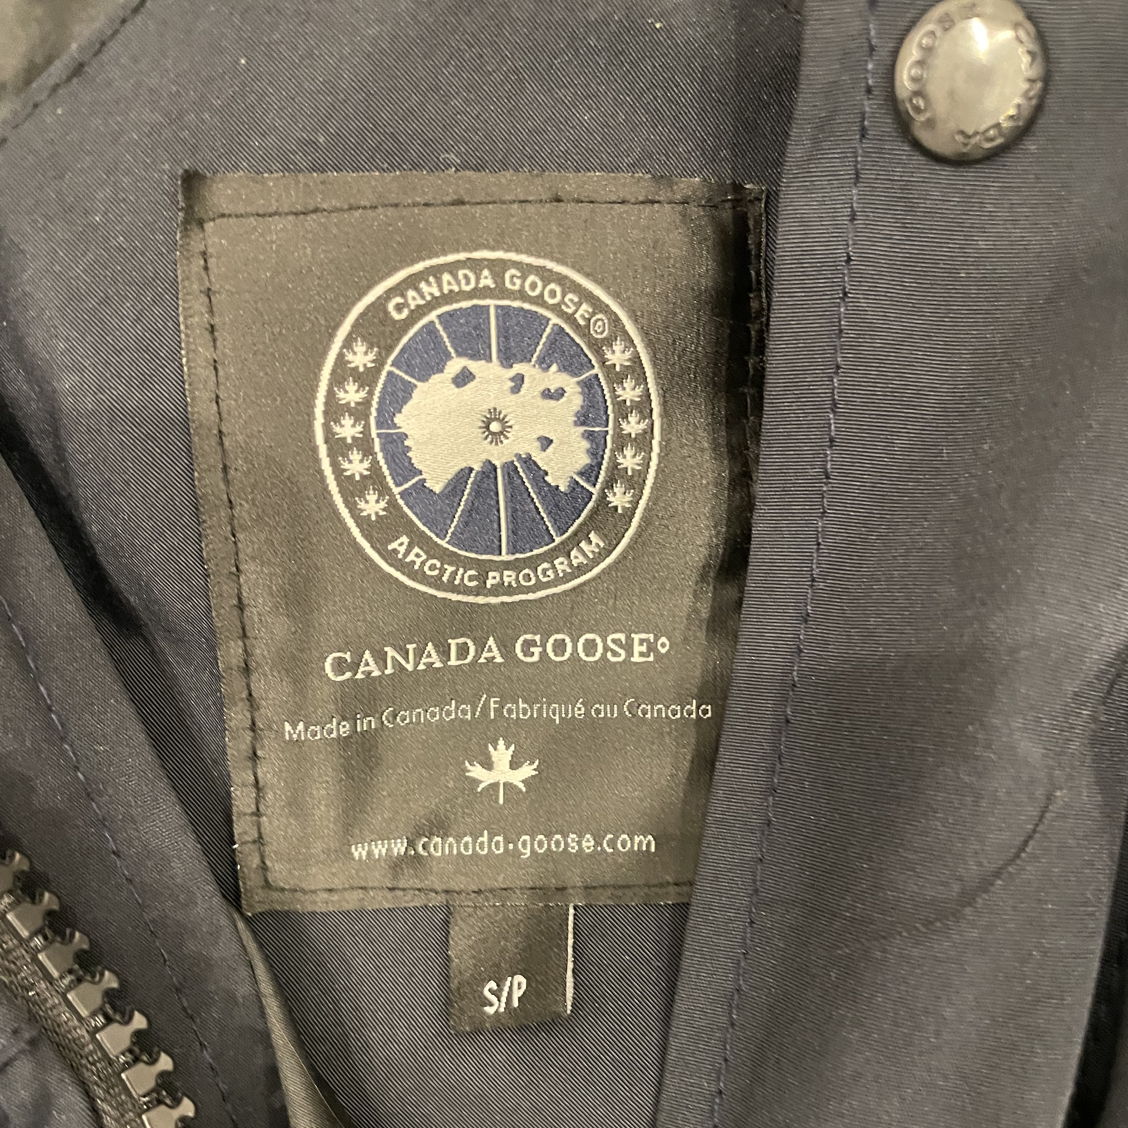 CANADA GOOSE
CANADA GOOSE®
ARCTIC PROGRAM
CANADA GOOSE®
Made in Canada/Fabriqué au Canada
www.canada-goose.com
S/P